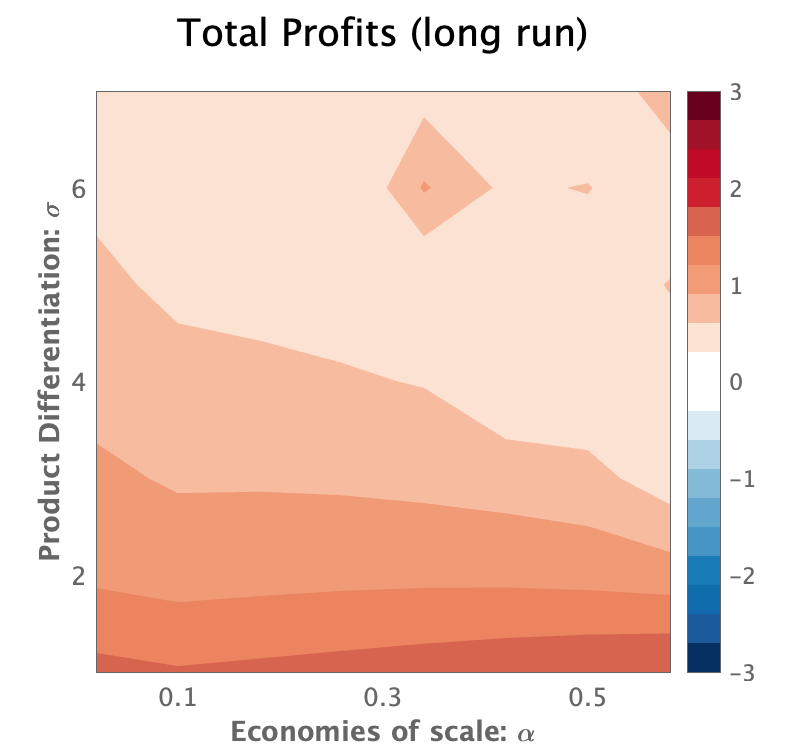 Total Profits (long run)
3
2
1
0
−1
−2
−3
6
4
2
Product Differentiation: σ
0.1 0.3 0.5
Economies of scale: α